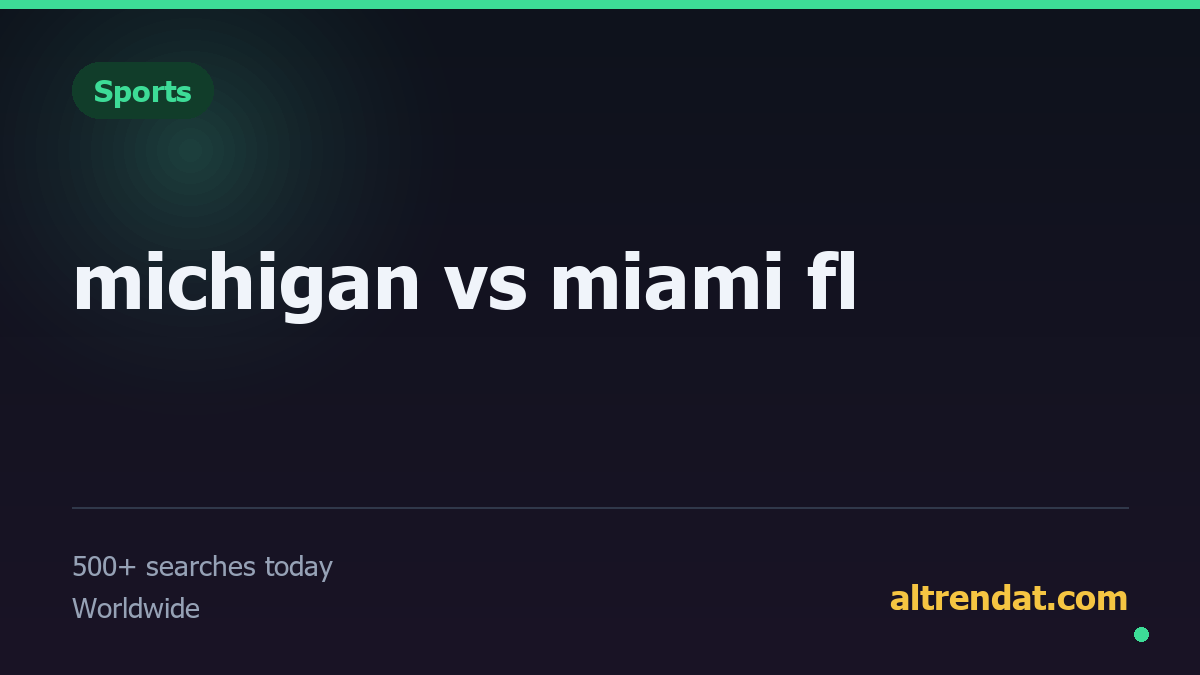 Sports
michigan vs miami fl
500+ searches today
Worldwide
altrendat.com